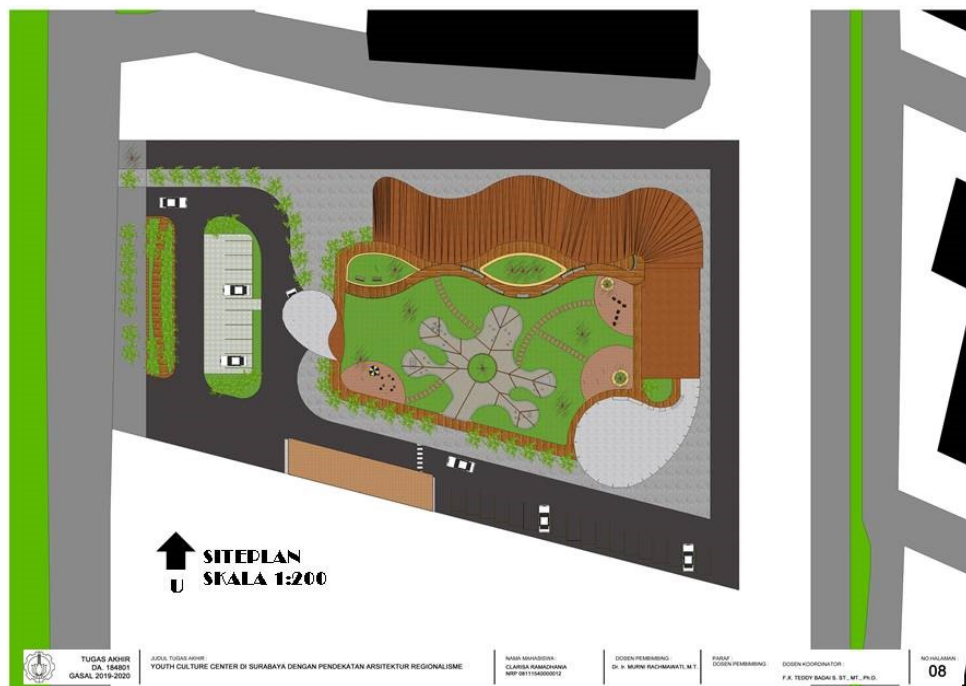 SITEPLAN
SKALA 1:200
U
TUGAS AKHIR
DA. 184801
GASAL 2019-2020
JUDUL TUGAS AKHIR :
YOUTH CULTURE CENTER DI SURABAYA DENGAN PENDEKATAN ARSITEKTUR REGIONALISME
NAMA MAHASISWA :
CLARISA RAMADHANIA
NRP 08111540000012
DOSEN PEMBIMBING:
Dr. Ir. MURNI RACHMAWATI, M.T.
PARAF
DOSEN PEMBIMBING :
DOSEN KOORDINATOR :
F.X. TEDDY BADAI S. ST., MT., Ph.D.
NO HALAMAN :
08